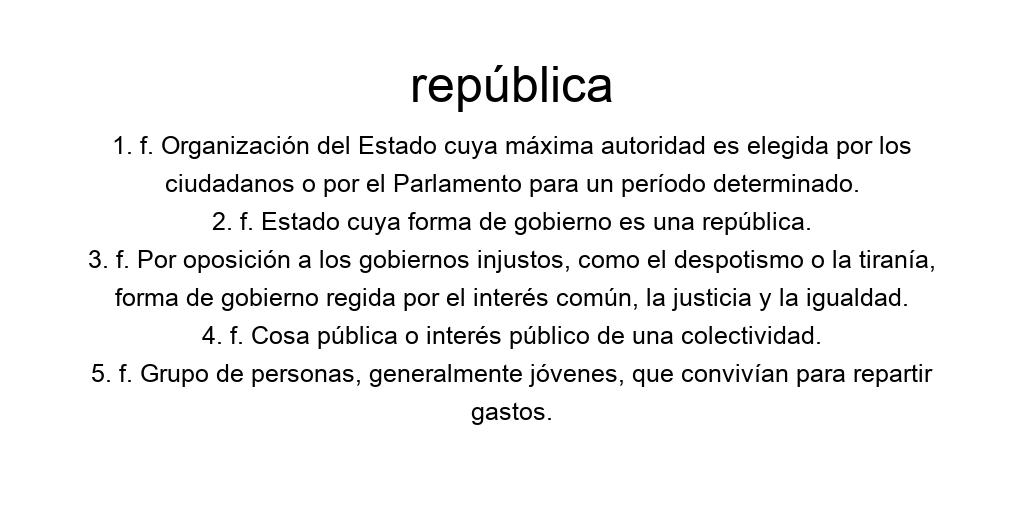 república
1. f. Organización del Estado cuya máxima autoridad es elegida por los
ciudadanos o por el Parlamento para un período determinado.
2. f. Estado cuya forma de gobierno es una república.
3. f. Por oposición a los gobiernos injustos, como el despotismo o la tiranía,
forma de gobierno regida por el interés común, la justicia y la igualdad.
4. f. Cosa pública o interés público de una colectividad.
5. f. Grupo de personas, generalmente jóvenes, que convivían para repartir
gastos.